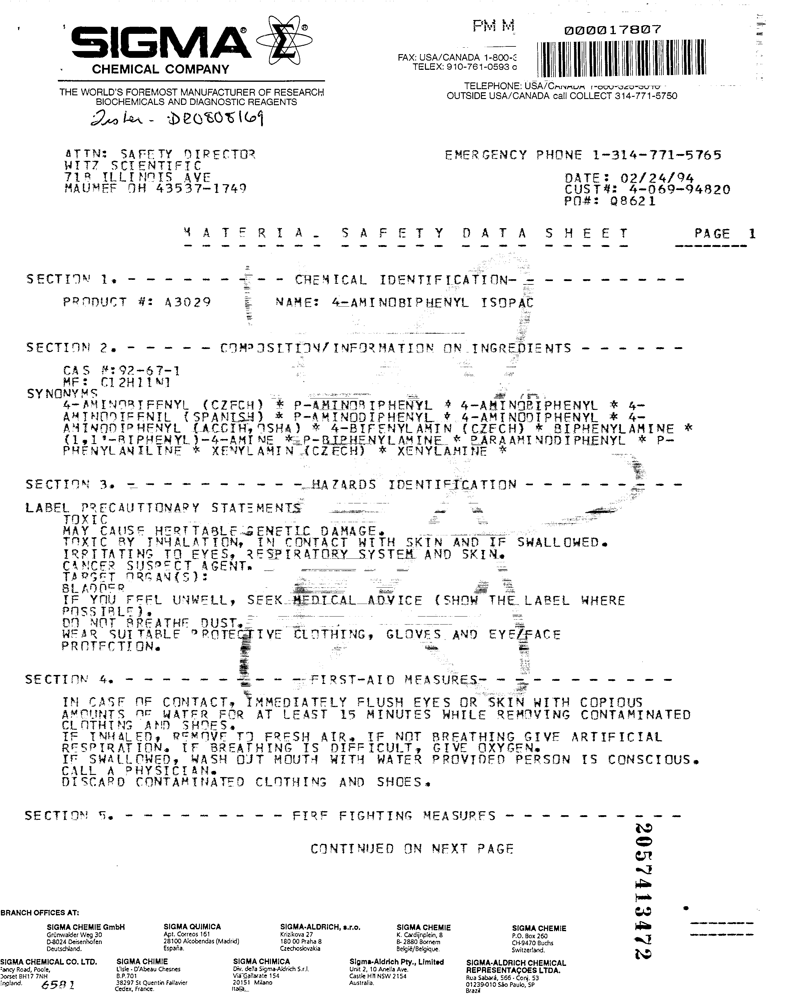 SIGMA
CHEMICAL COMPANY
THE WORLD'S FOREMOST MANUFACTURER OF RESEARCH
BIOCHEMICALS AND DIAGNOSTIC REAGENTS
DR0808169
PM M
000017807
FAX: USA/CANADA 1-800-
TELEX: 910-761-0593
TELEPHONE: USA/CANADA 1-800-325-3010
OUTSIDE USA/CANADA call COLLECT 314-771-5750
ATTN: SAFETY DIRECTOR
WITZ SCIENTIFIC
718 ILLINOIS AVE
MAUMEE OH 43537-1749
EMERGENCY PHONE 1-314-771-5765
DATE: 02/24/94
CUST#: 4-069-94820
PO#: Q8621
MATERIAL SAFETY DATA SHEET PAGE 1
SECTION 1. - - - - - - - - - - CHEMICAL IDENTIFICATION- - - - - - - - - -
PRODUCT #: A3029 NAME: 4-AMINOBIPHENYL ISOPAC
SECTION 2. - - - - - COMPOSITION/INFORMATION ON INGREDIENTS - - - - - -
CAS #:92-67-1
MF: C12H11N1
SYNONYMS
4-AMINOBIFENYL (CZECH) * P-AMINOBIPHENYL * 4-AMINOBIPHENYL * 4-
AMINODIFENIL (SPANISH) * P-AMINODIPHENYL * 4-AMINODIPHENYL * 4-
AMINODIPHENYL (ACGIH,OSHA) * 4-BIFENYLAMIN (CZECH) * BIPHENYLAMINE *
(1,1'-BIPHENYL)-4-AMINE * P-BIPHENYLAMINE * PARAAMINODIPHENYL * P-
PHENYLANILINE * XENYLAMIN (CZECH) * XENYLAMINE *
SECTION 3. - - - - - - - - - - HAZARDS IDENTIFICATION - - - - - - - - -
LABEL PRECAUTIONARY STATEMENTS
TOXIC
MAY CAUSE HERITABLE GENETIC DAMAGE.
TOXIC BY INHALATION, IN CONTACT WITH SKIN AND IF SWALLOWED.
IRRITATING TO EYES, RESPIRATORY SYSTEM AND SKIN.
CANCER SUSPECT AGENT.
TARGET ORGAN(S):
BLADDER
IF YOU FEEL UNWELL, SEEK MEDICAL ADVICE (SHOW THE LABEL WHERE
POSSIBLE).
DO NOT BREATHE DUST.
WEAR SUITABLE PROTECTIVE CLOTHING, GLOVES AND EYE/FACE
PROTECTION.
SECTION 4. - - - - - - - - - - FIRST-AID MEASURES- - - - - - - - - - -
IN CASE OF CONTACT, IMMEDIATELY FLUSH EYES OR SKIN WITH COPIOUS
AMOUNTS OF WATER FOR AT LEAST 15 MINUTES WHILE REMOVING CONTAMINATED
CLOTHING AND SHOES.
IF INHALED, REMOVE TO FRESH AIR. IF NOT BREATHING GIVE ARTIFICIAL
RESPIRATION. IF BREATHING IS DIFFICULT, GIVE OXYGEN.
IF SWALLOWED, WASH OUT MOUTH WITH WATER PROVIDED PERSON IS CONSCIOUS.
CALL A PHYSICIAN.
DISCARD CONTAMINATED CLOTHING AND SHOES.
SECTION 5. - - - - - - - - - FIRE FIGHTING MEASURES - - - - - - - - - -
CONTINUED ON NEXT PAGE
2057413472
BRANCH OFFICES AT:
SIGMA CHEMIE GmbH
Grünwalder Weg 30
D-8024 Deisenhofen
Deutschland.
SIGMA QUIMICA
Apt. Correos 161
28100 Alcobendas (Madrid)
España.
SIGMA-ALDRICH, s.r.o.
Krizikova 27
180 00 Praha 8
Czechoslovakia
SIGMA CHEMIE
K. Cardijnplein, 8
B- 2880 Bornem
België/Belgique.
SIGMA CHEMIE
P.O. Box 260
CH-9470 Buchs
Switzerland.
SIGMA CHEMICAL CO. LTD.
Fancy Road, Poole,
Dorset BH17 7NH
England.
SIGMA CHIMIE
L'Isle - D'Abeau Chesnes
B.P.701
38297 St Quentin Fallavier
Cedex, France.
SIGMA CHIMICA
Div. della Sigma-Aldrich S.r.l.
Via Gallarate 154
20151 Milano
Italia.
Sigma-Aldrich Pty., Limited
Unit 2, 10 Anella Ave.
Castle Hill NSW 2154
Australia.
SIGMA-ALDRICH CHEMICAL
REPRESENTAÇOES LTDA.
Rua Sabará, 566 - Conj. 53
01239-010 São Paulo, SP
Brazil
6581